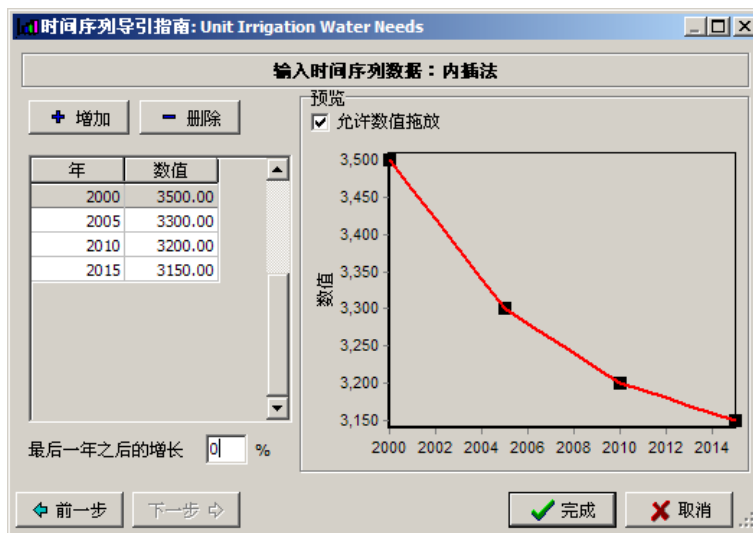 时间序列导引指南: Unit Irrigation Water Needs
输入时间序列数据：内插法
增加
删除
预览
允许数值拖放
年 数值
2000 3500.00
2005 3300.00
2010 3200.00
2015 3150.00
3,500
3,450
3,400
3,350
3,300
3,250
3,200
3,150
数值
2000 2002 2004 2006 2008 2010 2012 2014
最后一年之后的增长 0 %
前一步
下一步
完成
取消